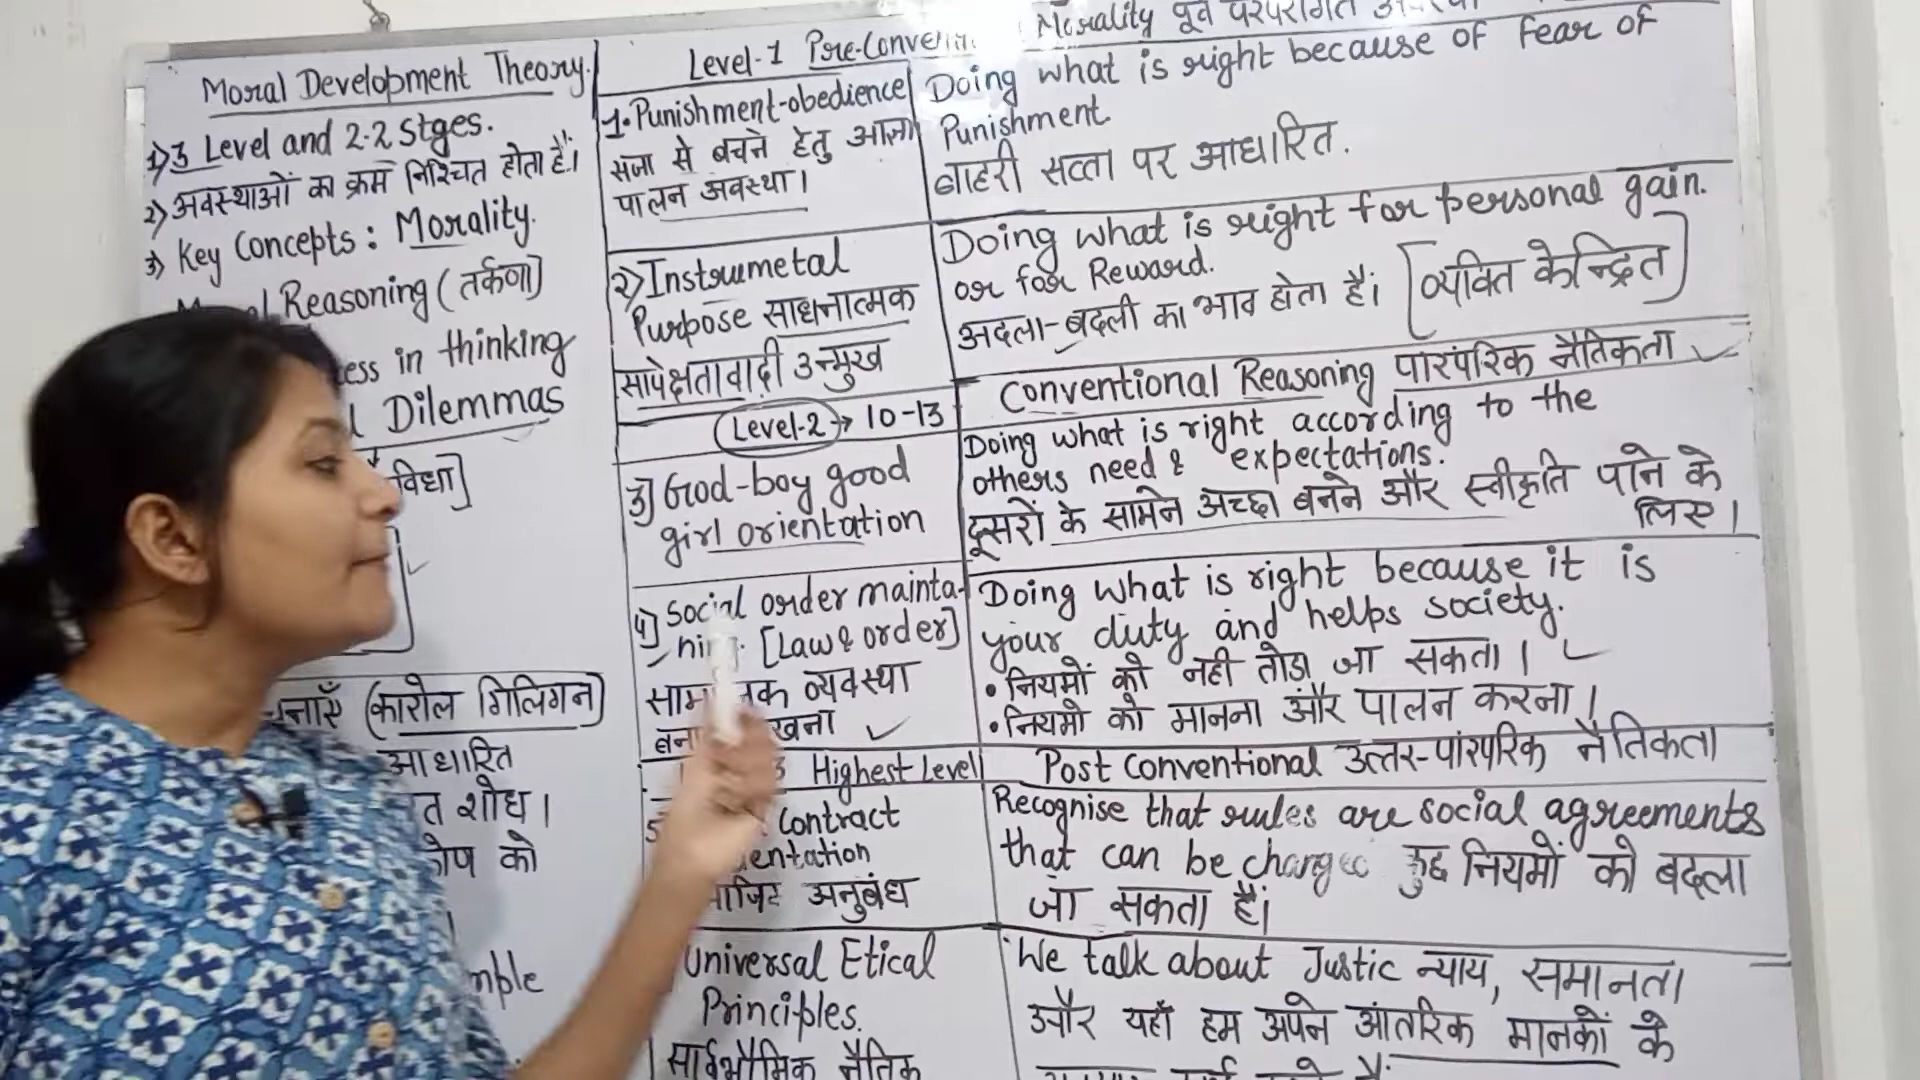 Moral Development Theory.
1) 3 Level and 2-2 Stges.
2) अवस्थाओं का क्रम निश्चित होता है।
3) Key Concepts: Morality.
Reasoning (तर्कणा)
in thinking
Dilemmas
(कारोल गिलिगन)
आधारित
शोध।
को
Level-1 Pre-Conven Morality पूर्व परंपरागत
1. Punishment-obedience
सजा से बचने हेतु आज्ञा
पालन अवस्था।
Doing what is right because of fear of
Punishment
बाहरी सत्ता पर आधारित.
2) Instrumetal
Purpose साधनात्मक
सापेक्षतावादी उन्मुख
Doing what is right for personal gain.
or for Reward.
अदला-बदली का भाव होता है। [व्यक्ति केन्द्रित]
Level-2 → 10-13
Conventional Reasoning पारंपरिक नैतिकता
3] God-boy good
girl orientation
Doing what is right according to the
others need & expectations.
दूसरों के सामने अच्छा बनने और स्वीकृति पाने के
लिए।
4] Social order mainta-
[Law & order]
व्यवस्था
Doing what is right because it is
your duty and helps society.
• नियमों को नही तोडा जा सकता।
• नियमो को मानना और पालन करना।
Highest Level
Post Conventional उत्तर-पांरपरिक नैतिकता
Contract
अनुबंध
Recognise that rules are social agreements
that can be change कुछ नियमों को बदला
जा सकता है।
Universal Etical
Principles.
सार्वभौमिक नैतिक
We talk about Justic न्याय, समानता
और यहाँ हम अपने आंतरिक मानकों के